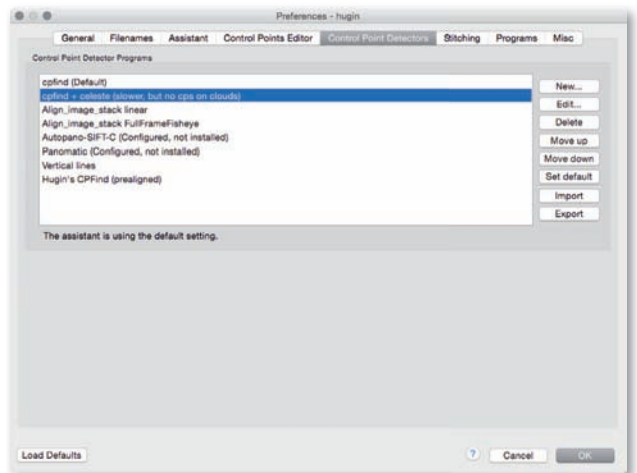 Preferences - hugin
General Filenames Assistant Control Points Editor Control Point Detectors Stitching Programs Misc
Control Point Detector Programs
cpfind (Default)
cpfind + celeste (slower, but no cps on clouds)
Align_image_stack linear
Align_image_stack FullFrameFisheye
Autopano-SIFT-C (Configured, not installed)
Panomatic (Configured, not installed)
Vertical lines
Hugin's CPFind (prealigned)
New...
Edit...
Delete
Move up
Move down
Set default
Import
Export
The assistant is using the default setting.
Load Defaults ? Cancel OK